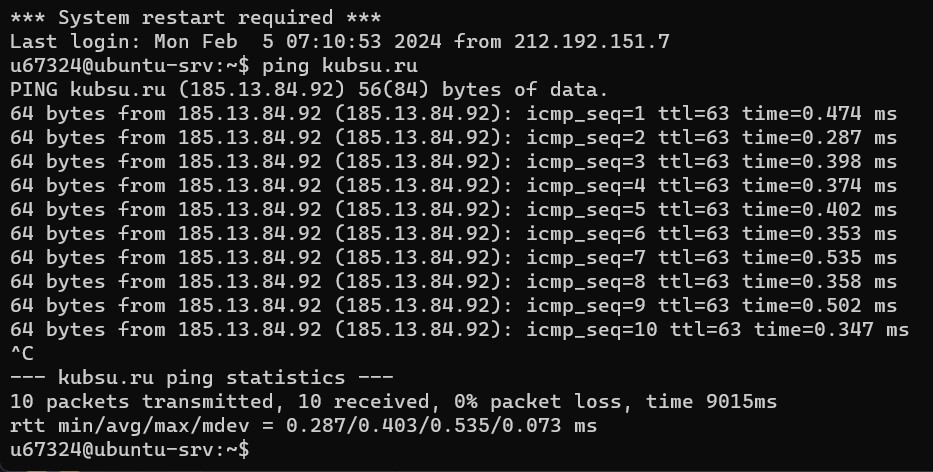 *** System restart required ***
Last login: Mon Feb  5 07:10:53 2024 from 212.192.151.7
u67324@ubuntu-srv:~$ ping kubsu.ru
PING kubsu.ru (185.13.84.92) 56(84) bytes of data.
64 bytes from 185.13.84.92 (185.13.84.92): icmp_seq=1 ttl=63 time=0.474 ms
64 bytes from 185.13.84.92 (185.13.84.92): icmp_seq=2 ttl=63 time=0.287 ms
64 bytes from 185.13.84.92 (185.13.84.92): icmp_seq=3 ttl=63 time=0.398 ms
64 bytes from 185.13.84.92 (185.13.84.92): icmp_seq=4 ttl=63 time=0.374 ms
64 bytes from 185.13.84.92 (185.13.84.92): icmp_seq=5 ttl=63 time=0.402 ms
64 bytes from 185.13.84.92 (185.13.84.92): icmp_seq=6 ttl=63 time=0.353 ms
64 bytes from 185.13.84.92 (185.13.84.92): icmp_seq=7 ttl=63 time=0.535 ms
64 bytes from 185.13.84.92 (185.13.84.92): icmp_seq=8 ttl=63 time=0.358 ms
64 bytes from 185.13.84.92 (185.13.84.92): icmp_seq=9 ttl=63 time=0.502 ms
64 bytes from 185.13.84.92 (185.13.84.92): icmp_seq=10 ttl=63 time=0.347 ms
^C
--- kubsu.ru ping statistics ---
10 packets transmitted, 10 received, 0% packet loss, time 9015ms
rtt min/avg/max/mdev = 0.287/0.403/0.535/0.073 ms
u67324@ubuntu-srv:~$